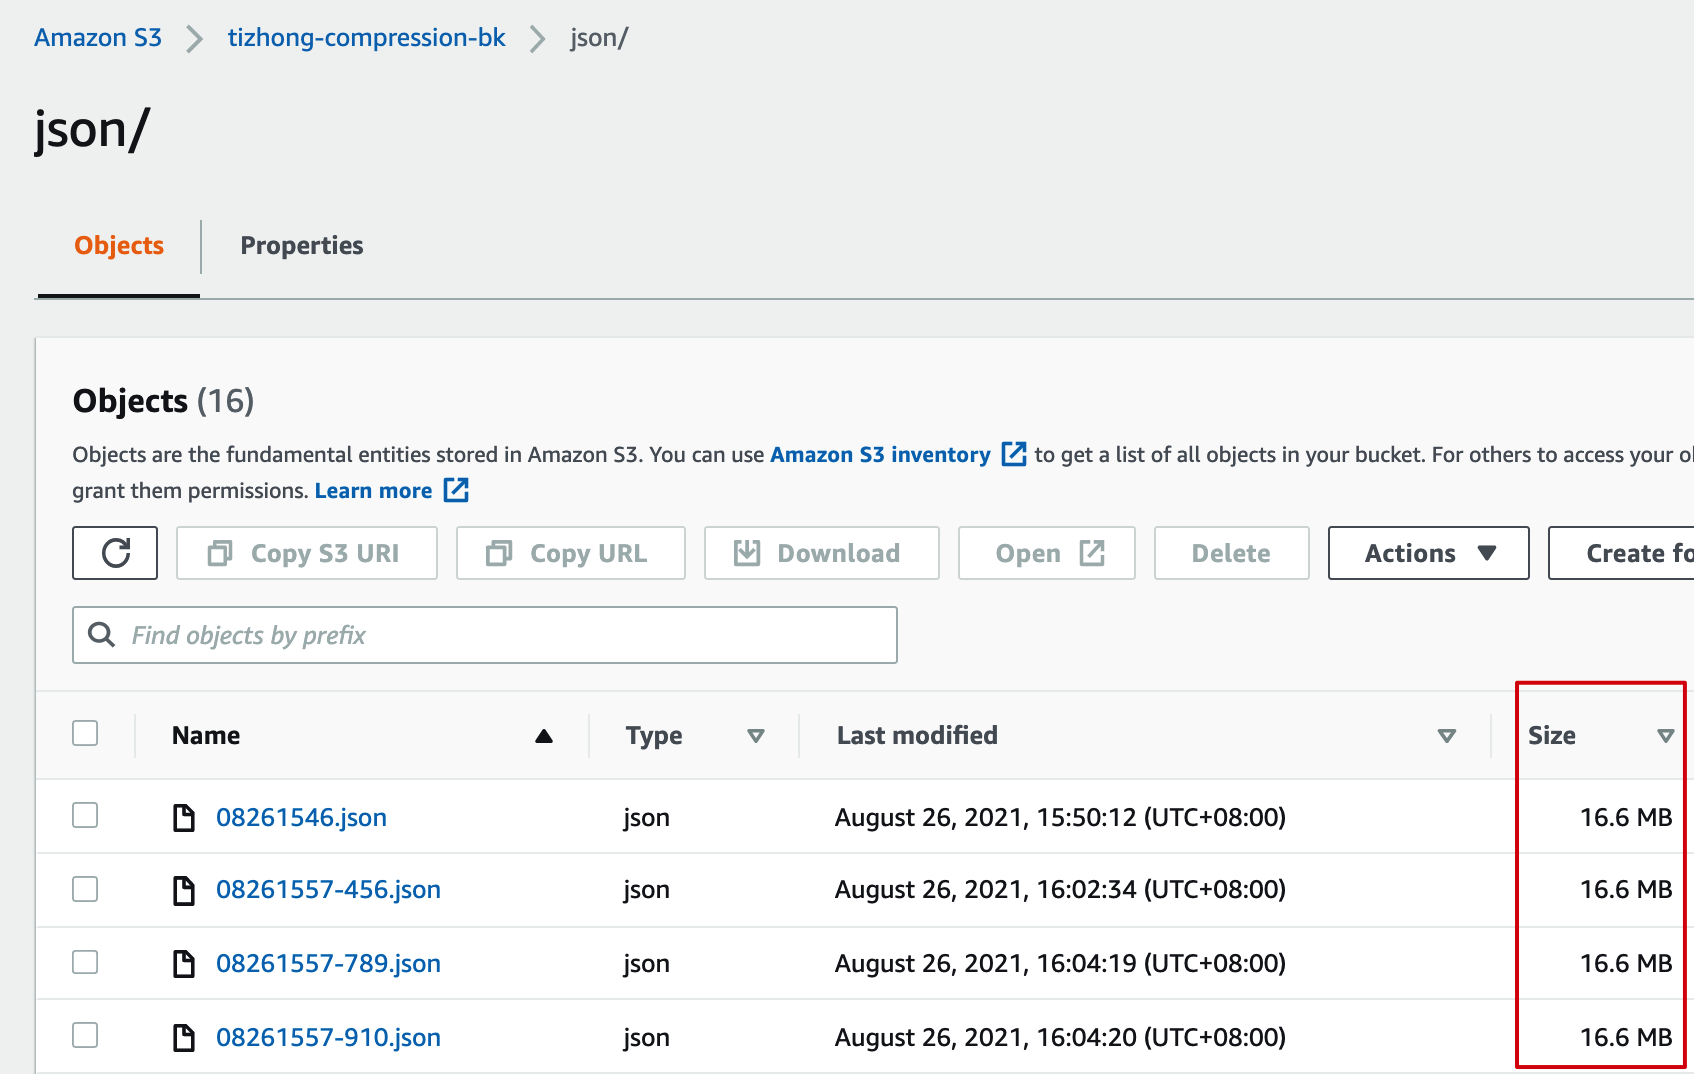 Amazon S3 > tizhong-compression-bk > json/
json/
Objects Properties
Objects (16)
Objects are the fundamental entities stored in Amazon S3. You can use Amazon S3 inventory to get a list of all objects in your bucket. For others to access your
grant them permissions. Learn more
Copy S3 URI Copy URL Download Open Delete Actions Create
Find objects by prefix
Name Type Last modified Size
08261546.json json August 26, 2021, 15:50:12 (UTC+08:00) 16.6 MB
08261557-456.json json August 26, 2021, 16:02:34 (UTC+08:00) 16.6 MB
08261557-789.json json August 26, 2021, 16:04:19 (UTC+08:00) 16.6 MB
08261557-910.json json August 26, 2021, 16:04:20 (UTC+08:00) 16.6 MB